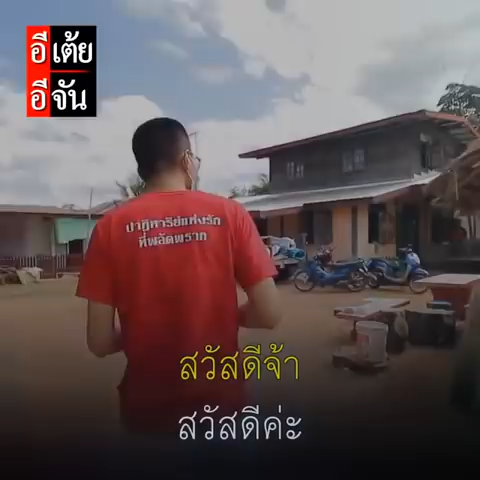 อีเต้ย
อีจัน
ปาฏิหาริย์แห่งรัก
ที่พลัดพราก
สวัสดีจ้า
สวัสดีค่ะ